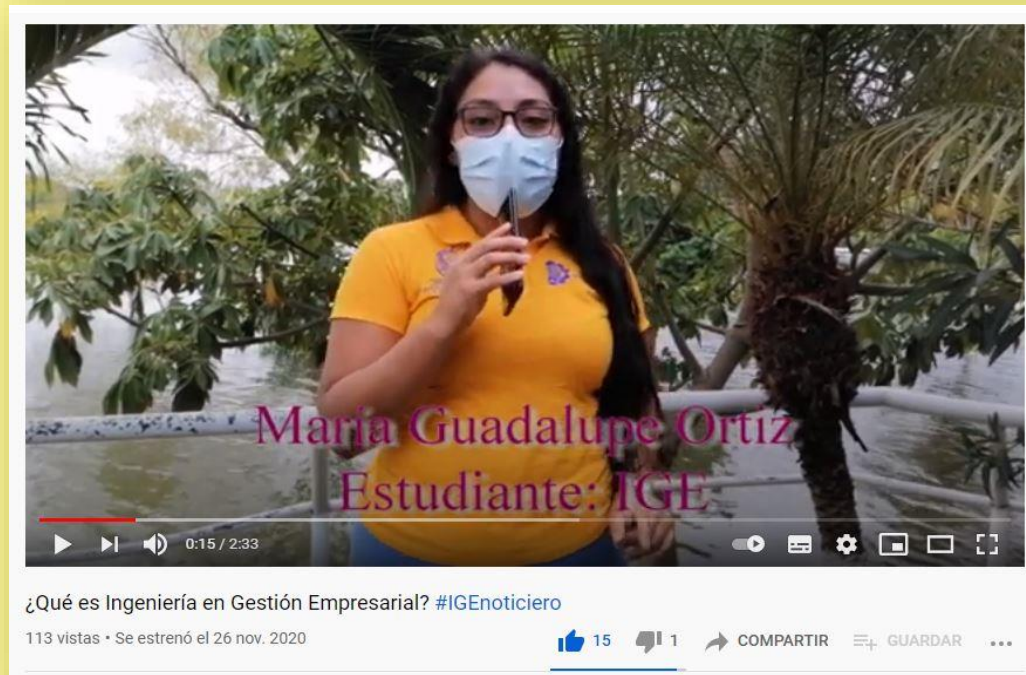 María Guadalupe Ortiz
Estudiante: IGE
0:15 / 2:33
¿Qué es Ingeniería en Gestión Empresarial? #IGEnoticiero
113 vistas • Se estrenó el 26 nov. 2020
15 1 COMPARTIR GUARDAR ...